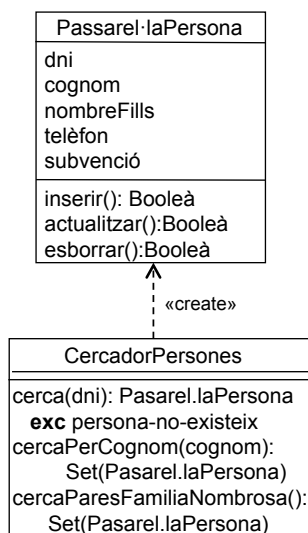 Passarel·laPersona
dni
cognom
nombreFills
telèfon
subvenció
inserir(): Booleà
actualitzar():Booleà
esborrar():Booleà
«create»
CercadorPersones
cerca(dni): Pasarel.laPersona
exc persona-no-existeix
cercaPerCognom(cognom):
Set(Pasarel.laPersona)
cercaParesFamiliaNombrosa():
Set(Pasarel.laPersona)